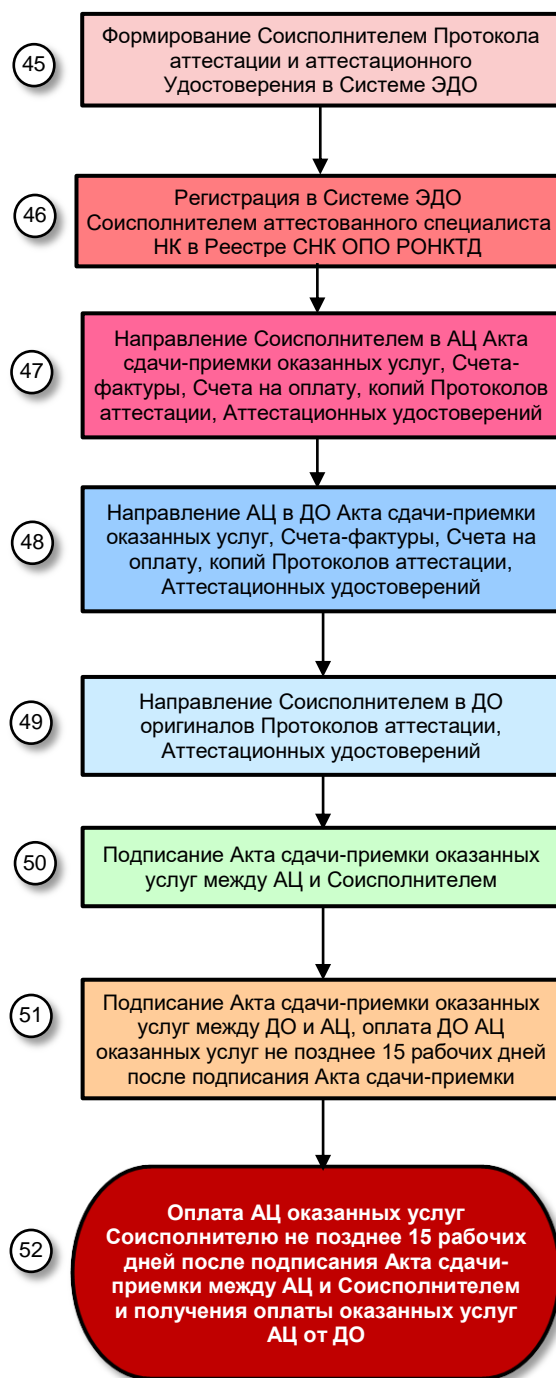 45
Формирование Соисполнителем Протокола
аттестации и аттестационного
Удостоверения в Системе ЭДО
46
Регистрация в Системе ЭДО
Соисполнителем аттестованного специалиста
НК в Реестре СНК ОПО РОНКТД
47
Направление Соисполнителем в АЦ Акта
сдачи-приемки оказанных услуг, Счета-
фактуры, Счета на оплату, копий Протоколов
аттестации, Аттестационных удостоверений
48
Направление АЦ в ДО Акта сдачи-приемки
оказанных услуг, Счета-фактуры, Счета на
оплату, копий Протоколов аттестации,
Аттестационных удостоверений
49
Направление Соисполнителем в ДО
оригиналов Протоколов аттестации,
Аттестационных удостоверений
50
Подписание Акта сдачи-приемки оказанных
услуг между АЦ и Соисполнителем
51
Подписание Акта сдачи-приемки оказанных
услуг между ДО и АЦ, оплата ДО АЦ
оказанных услуг не позднее 15 рабочих дней
после подписания Акта сдачи-приемки
52
Оплата АЦ оказанных услуг
Соисполнителю не позднее 15 рабочих
дней после подписания Акта сдачи-
приемки между АЦ и Соисполнителем
и получения оплаты оказанных услуг
АЦ от ДО